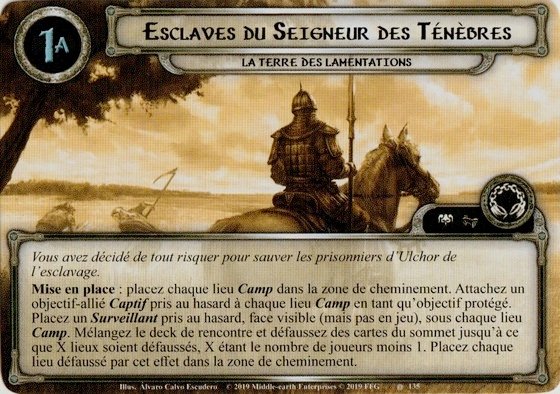 1A
Esclaves du Seigneur des Ténèbres
La Terre des Lamentations
Vous avez décidé de tout risquer pour sauver les prisonniers d'Ulchor de
l'esclavage.
Mise en place : placez chaque lieu Camp dans la zone de cheminement. Attachez un
objectif-allié Captif pris au hasard à chaque lieu Camp en tant qu'objectif protégé.
Placez un Surveillant pris au hasard, face visible (mais pas en jeu), sous chaque lieu
Camp. Mélangez le deck de rencontre et défaussez des cartes du sommet jusqu'à ce
que X lieux soient défaussés, X étant le nombre de joueurs moins 1. Placez chaque
lieu défaussé par cet effet dans la zone de cheminement.
Illus. Álvaro Calvo Escudero © 2019 Middle-earth Enterprises © 2019 FFG 135